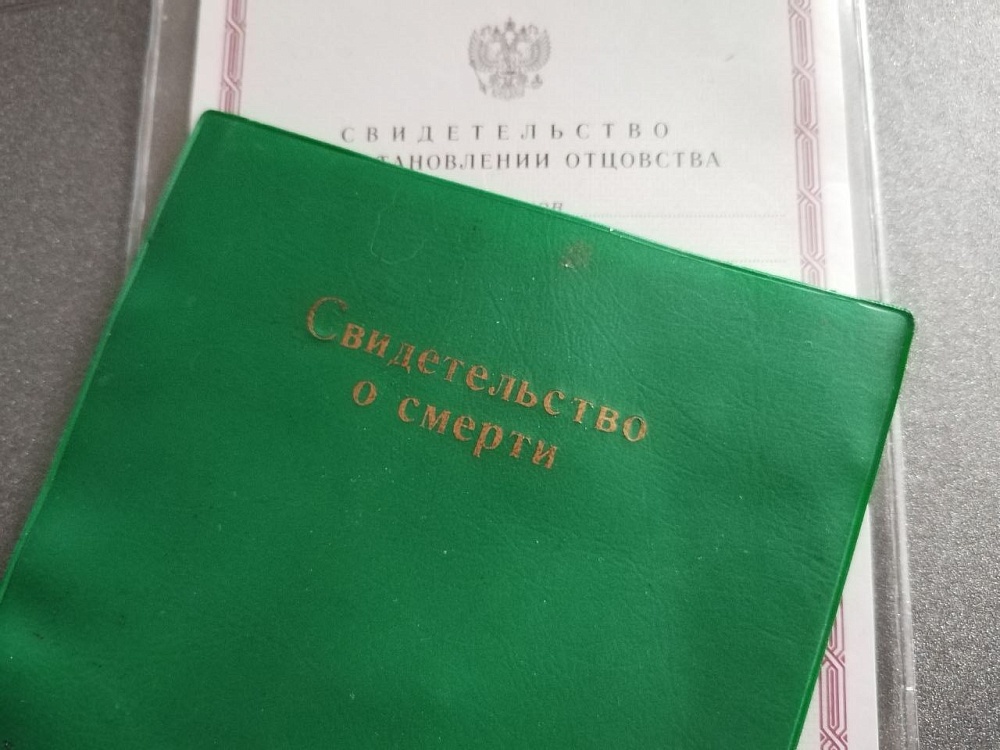 СВИДЕТЕЛЬСТВО
ТАНОВЛЕНИИ ОТЦОВСТВА
Свидетельство
о смерти